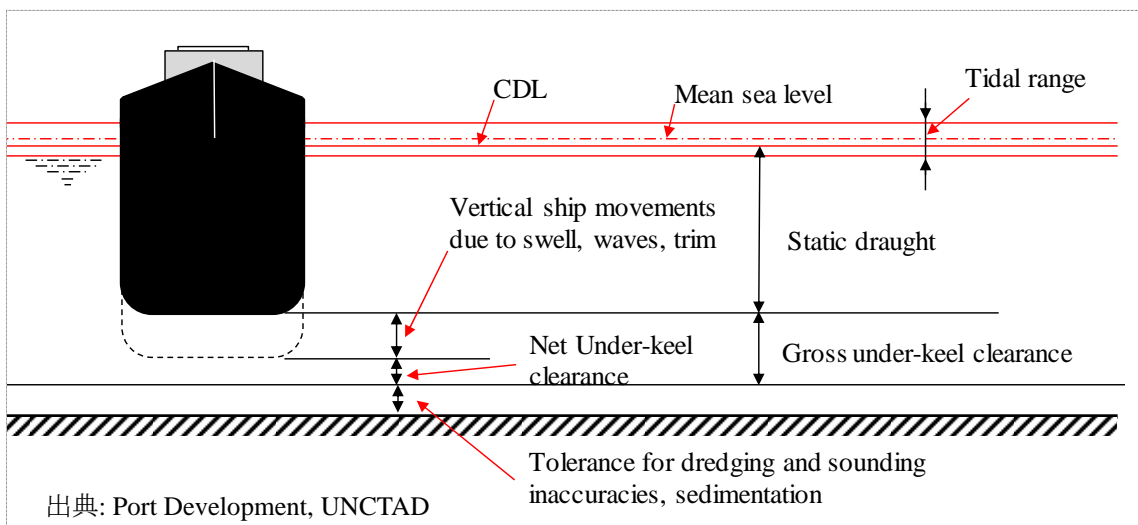 CDL
Mean sea level
Tidal range
Vertical ship movements
due to swell, waves, trim
Static draught
Net Under-keel
clearance
Gross under-keel clearance
Tolerance for dredging and sounding
inaccuracies, sedimentation
出典: Port Development, UNCTAD